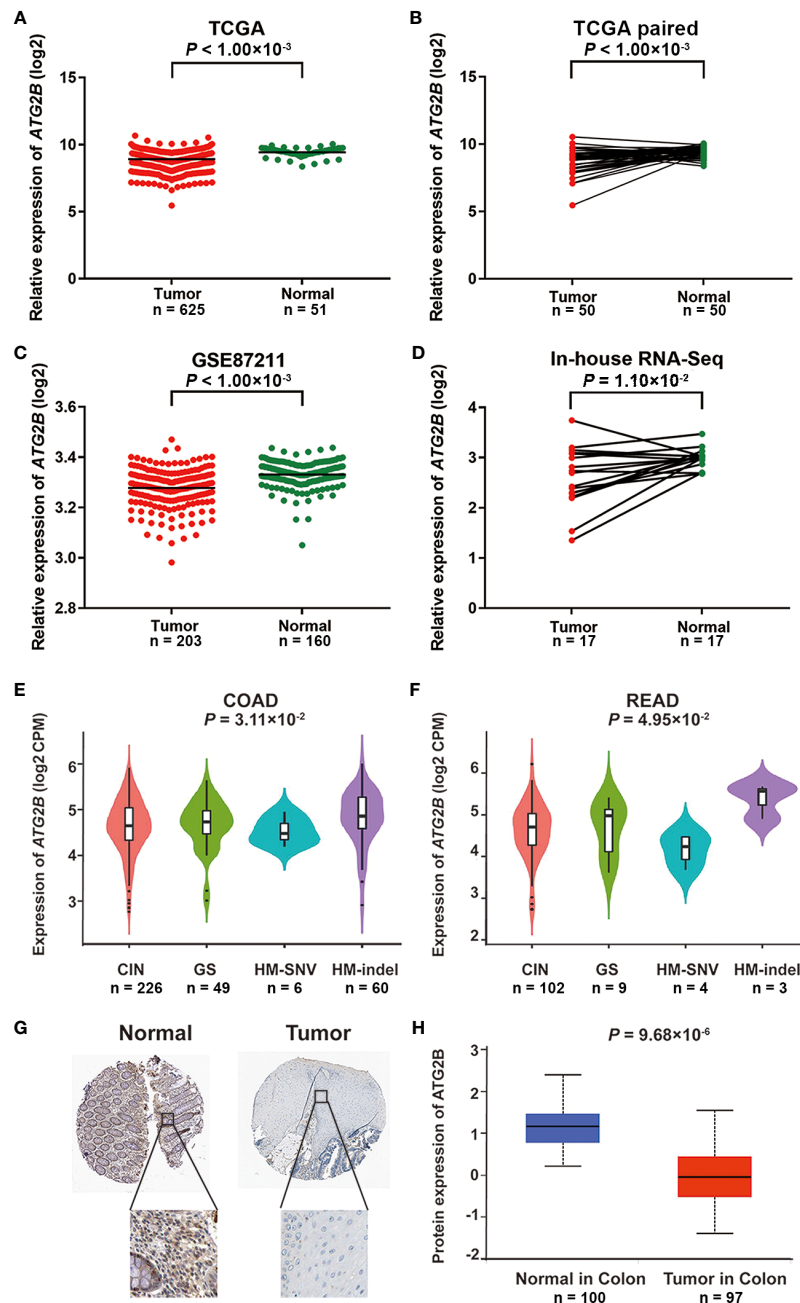 A
TCGA
P < 1.00×10-3
Relative expression of ATG2B (log2)
15
10
5
0
Tumor
n = 625
Normal
n = 51
B
TCGA paired
P < 1.00×10-3
Relative expression of ATG2B (log2)
15
10
5
0
Tumor
n = 50
Normal
n = 50
C
GSE87211
P < 1.00×10-3
Relative expression of ATG2B (log2)
3.6
3.4
3.2
3.0
2.8
Tumor
n = 203
Normal
n = 160
D
In-house RNA-Seq
P = 1.10×10-2
Relative expression of ATG2B (log2)
4
3
2
1
0
Tumor
n = 17
Normal
n = 17
E
COAD
P = 3.11×10-2
Expression of ATG2B (log2 CPM)
6
5
4
3
CIN
n = 226
GS
n = 49
HM-SNV
n = 6
HM-indel
n = 60
F
READ
P = 4.95×10-2
Expression of ATG2B (log2 CPM)
6
5
4
3
2
CIN
n = 102
GS
n = 9
HM-SNV
n = 4
HM-indel
n = 3
G
Normal
Tumor
H
P = 9.68×10-6
Protein expression of ATG2B
3
2
1
0
-1
-2
Normal in Colon
n = 100
Tumor in Colon
n = 97